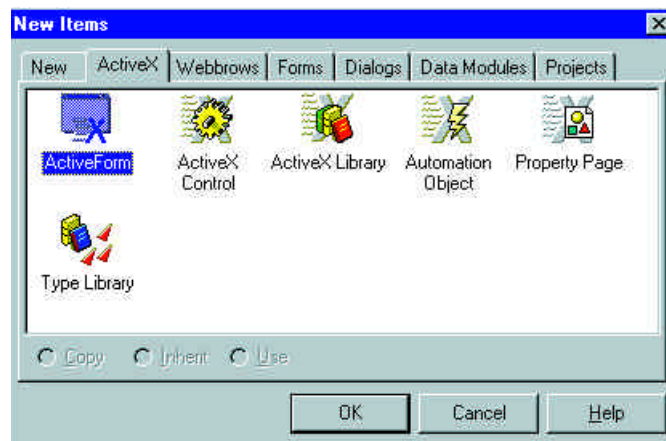 New Items
New ActiveX Webbrows Forms Dialogs Data Modules Projects
ActiveForm ActiveX Control ActiveX Library Automation Object Property Page
Type Library
Copy Inherit Use
OK Cancel Help